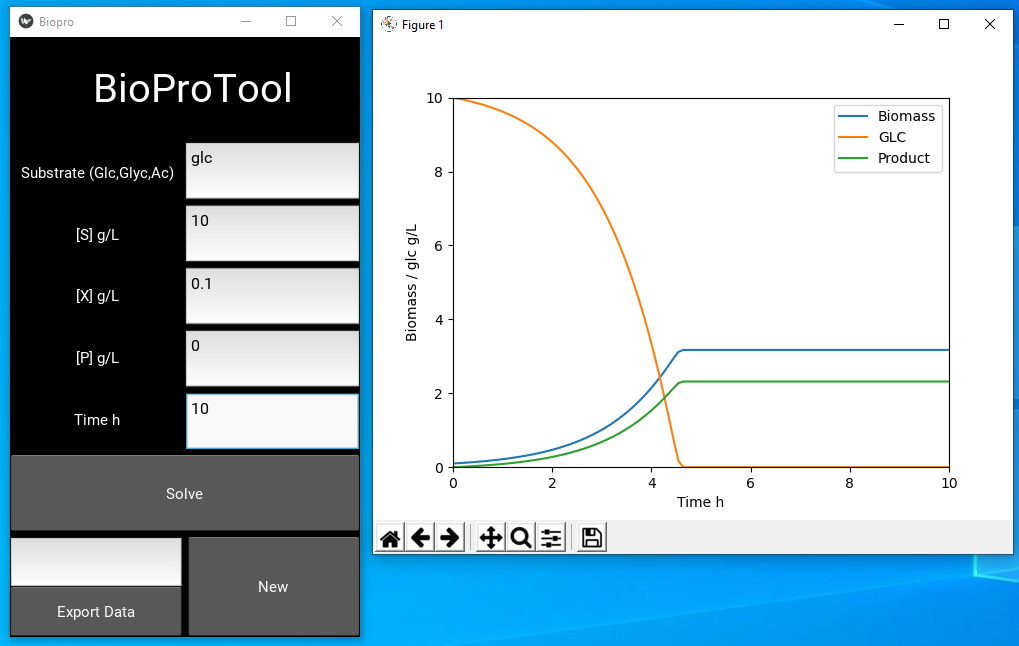 Biopro
BioProTool
Substrate (Glc,Glyc,Ac)
glc
[S] g/L
10
[X] g/L
0.1
[P] g/L
0
Time h
10
Solve
Export Data
New
Figure 1
10
8
6
4
2
0
Biomass / glc g/L
Biomass
GLC
Product
0 2 4 6 8 10
Time h